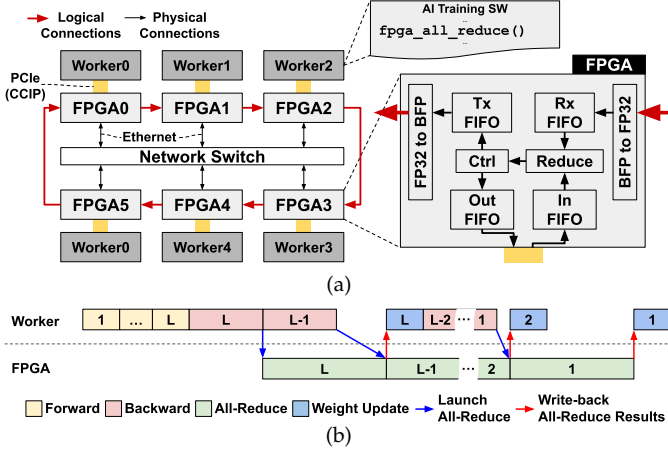 Logical Connections
Physical Connections
AI Training SW
...
fpga_all_reduce()
...
Worker0
Worker1
Worker2
PCIe
(CCIP)
FPGA0
FPGA1
FPGA2
Ethernet
Network Switch
FPGA5
FPGA4
FPGA3
Worker0
Worker4
Worker3
FPGA
FP32 to BFP
Tx FIFO
Rx FIFO
BFP to FP32
Ctrl
Reduce
Out FIFO
In FIFO
(a)
Worker
1
...
L
L
L-1
L
L-2
...
1
2
1
FPGA
L
L-1
...
2
1
Forward
Backward
All-Reduce
Weight Update
Launch All-Reduce
Write-back All-Reduce Results
(b)